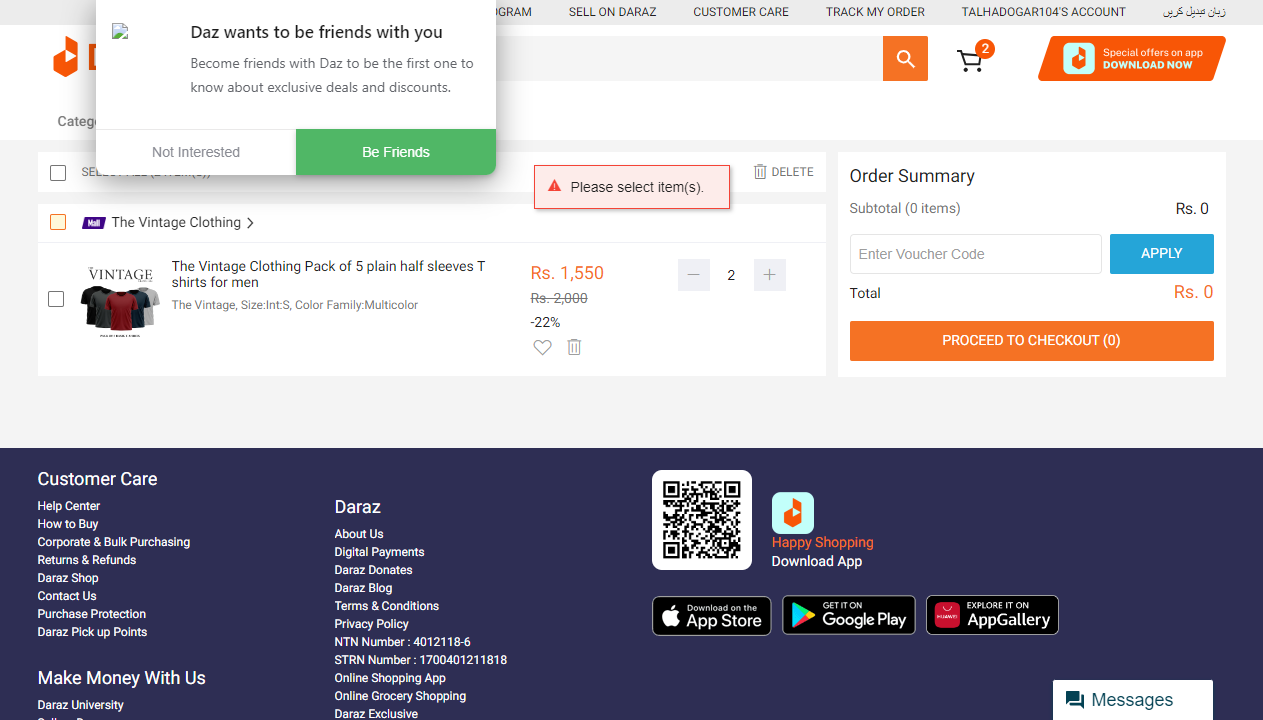 SELL ON DARAZ
CUSTOMER CARE
TRACK MY ORDER
TALHADOGAR104'S ACCOUNT
زبان تبدیل کریں
Daz wants to be friends with you
Become friends with Daz to be the first one to
know about exclusive deals and discounts.
Not Interested
Be Friends
2
Special offers on app
DOWNLOAD NOW
Please select item(s).
DELETE
Mall
The Vintage Clothing
VINTAGE
The Vintage Clothing Pack of 5 plain half sleeves T
shirts for men
The Vintage, Size:Int:S, Color Family:Multicolor
Rs. 1,550
Rs. 2,000
-22%
2
Order Summary
Subtotal (0 items)
Rs. 0
Enter Voucher Code
APPLY
Total
Rs. 0
PROCEED TO CHECKOUT (0)
Customer Care
Help Center
How to Buy
Corporate & Bulk Purchasing
Returns & Refunds
Daraz Shop
Contact Us
Purchase Protection
Daraz Pick up Points
Make Money With Us
Daraz University
Daraz
About Us
Digital Payments
Daraz Donates
Daraz Blog
Terms & Conditions
Privacy Policy
NTN Number : 4012118-6
STRN Number : 1700401211818
Online Shopping App
Online Grocery Shopping
Daraz Exclusive
Happy Shopping
Download App
Download on the
App Store
GET IT ON
Google Play
HUAWEI
EXPLORE IT ON
AppGallery
Messages